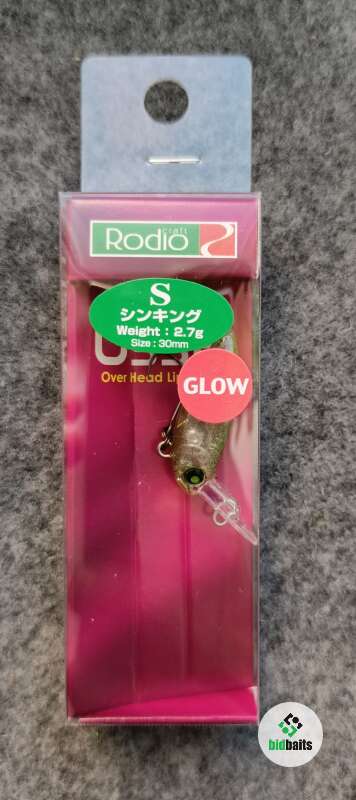 Rodio craft
S
シンキング
Weight : 2.7g
Size : 30mm
Over Head Li
GLOW
bidbaits